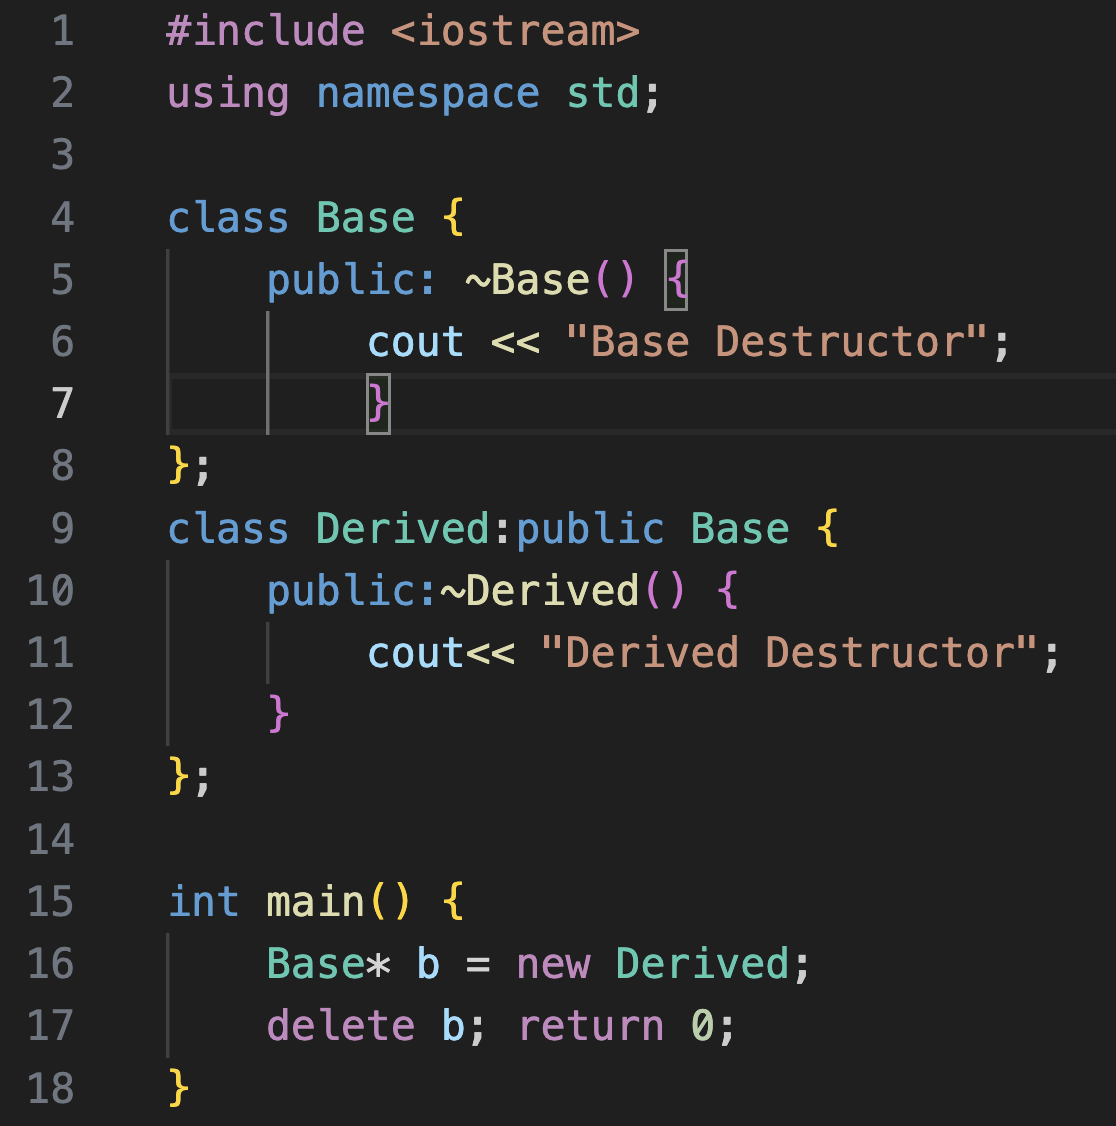 1 #include <iostream>
2 using namespace std;
3
4 class Base {
5     public: ~Base() {
6         cout << "Base Destructor";
7         }
8 };
9 class Derived:public Base {
10     public:~Derived() {
11         cout<< "Derived Destructor";
12     }
13 };
14
15 int main() {
16     Base* b = new Derived;
17     delete b; return 0;
18 }